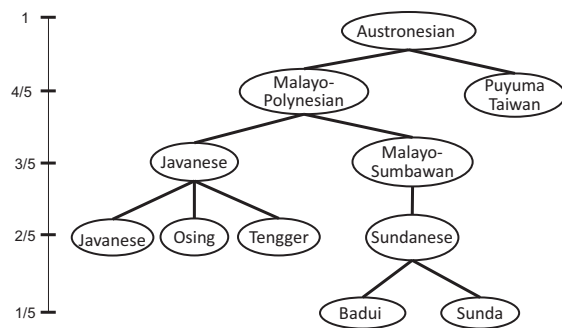 1
Austronesian
4/5
Malayo-
Polynesian
Puyuma
Taiwan
3/5
Javanese
Malayo-
Sumbawan
2/5
Javanese
Osing
Tengger
Sundanese
1/5
Badui
Sunda